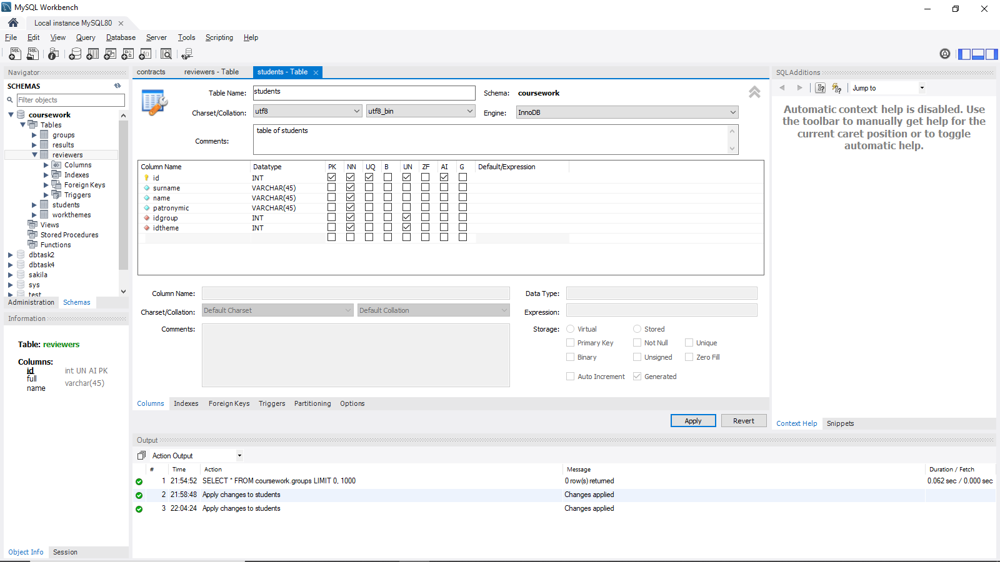 MySQL Workbench
Local instance MySQL80
File Edit View Query Database Server Tools Scripting Help
Navigator
SCHEMAS
Filter objects
coursework
Tables
groups
results
reviewers
Columns
Indexes
Foreign Keys
Triggers
students
workthemes
Views
Stored Procedures
Functions
dbtask2
dbtask4
sakila
sys
test
Administration Schemas
Information
Table: reviewers
Columns:
id int UN AI PK
full name varchar(45)
Object Info Session
contracts reviewers - Table students - Table
Table Name: students Schema: coursework
Charset/Collation: utf8 utf8_bin Engine: InnoDB
Comments: table of students
Column Name Datatype PK NN UQ B UN ZF AI G Default/Expression
id INT
surname VARCHAR(45)
name VARCHAR(45)
patronymic VARCHAR(45)
idgroup INT
idtheme INT
Column Name: Data Type:
Charset/Collation: Default Charset Default Collation Expression:
Comments: Storage: Virtual Stored
Primary Key Not Null Unique
Binary Unsigned Zero Fill
Auto Increment Generated
Columns Indexes Foreign Keys Triggers Partitioning Options
Apply Revert
SQLAdditions
Jump to
Automatic context help is disabled. Use
the toolbar to manually get help for the
current caret position or to toggle
automatic help.
Context Help Snippets
Output
Action Output
# Time Action Message Duration / Fetch
1 21:54:52 SELECT * FROM coursework.groups LIMIT 0, 1000 0 row(s) returned 0.062 sec / 0.000 sec
2 21:58:48 Apply changes to students Changes applied
3 22:04:24 Apply changes to students Changes applied